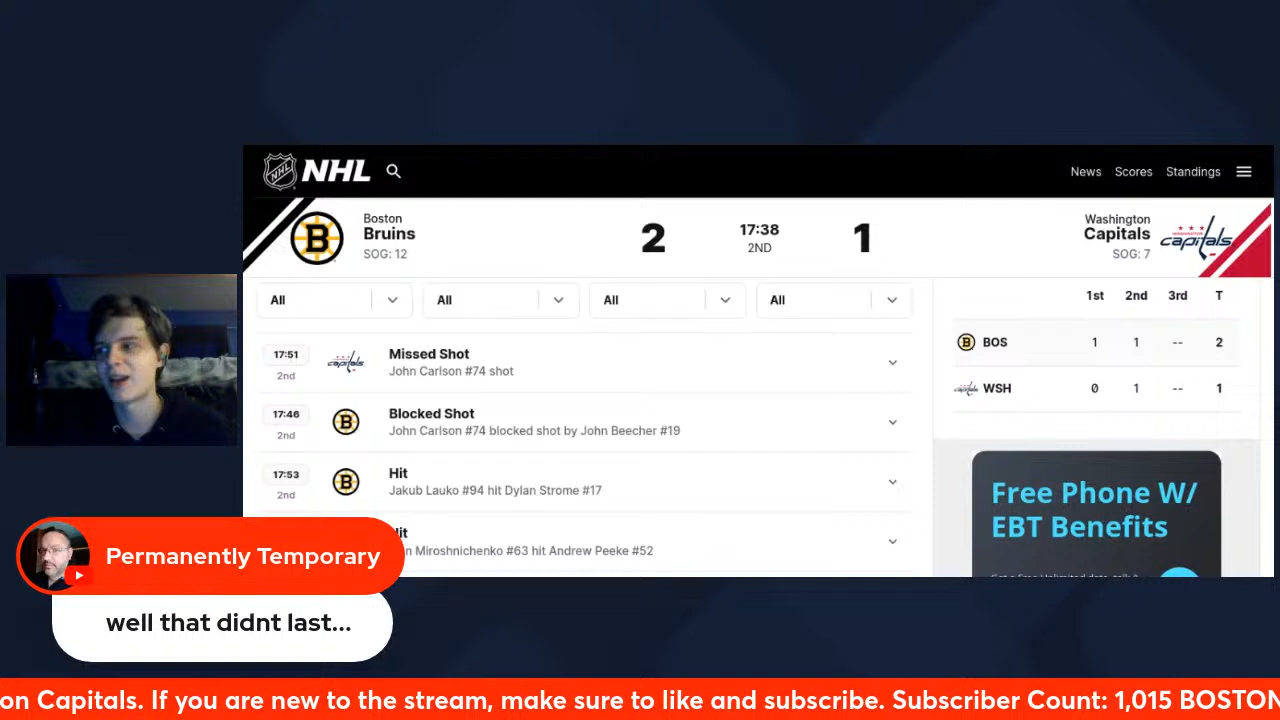 NHL
NHL
News Scores Standings
Boston
Bruins
SOG: 12
2
17:38
2ND
1
Washington
Capitals
SOG: 7
capitals
B
All All All All
17:51
2nd
capitals
Missed Shot
John Carlson #74 shot
17:46
2nd
B
Blocked Shot
John Carlson #74 blocked shot by John Beecher #19
17:53
2nd
B
Hit
Jakub Lauko #94 hit Dylan Strome #17
Miroshnichenko #63 hit Andrew Peeke #52
1st 2nd 3rd T
B BOS 1 1 -- 2
capitals WSH 0 1 -- 1
Free Phone W/
EBT Benefits
Permanently Temporary
well that didnt last...
on Capitals. If you are new to the stream, make sure to like and subscribe. Subscriber Count: 1,015 BOSTON